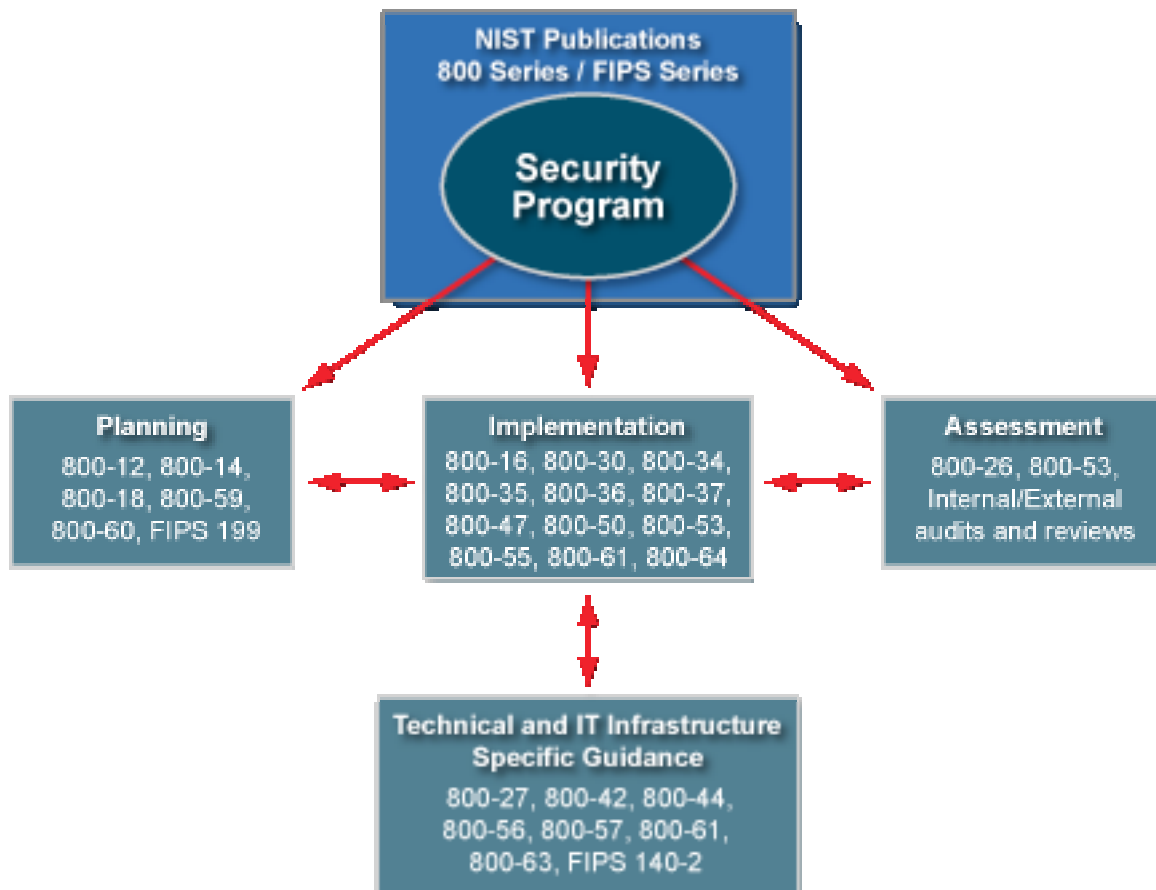 NIST Publications
800 Series / FIPS Series
Security
Program
Planning
800-12, 800-14,
800-18, 800-59,
800-60, FIPS 199
Implementation
800-16, 800-30, 800-34,
800-35, 800-36, 800-37,
800-47, 800-50, 800-53,
800-55, 800-61, 800-64
Assessment
800-26, 800-53,
Internal/External
audits and reviews
Technical and IT Infrastructure
Specific Guidance
800-27, 800-42, 800-44,
800-56, 800-57, 800-61,
800-63, FIPS 140-2